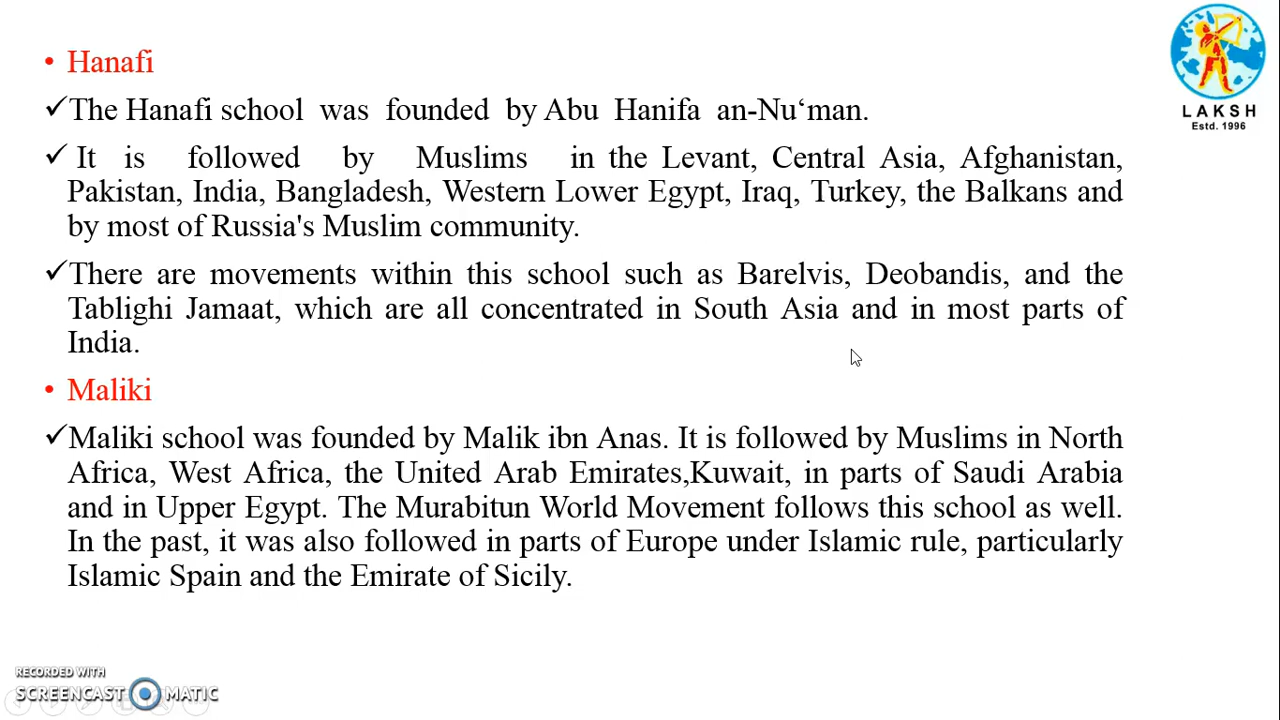 • Hanafi
✓The Hanafi school was founded by Abu Hanifa an-Nu‘man.
✓ It is followed by Muslims in the Levant, Central Asia, Afghanistan,
Pakistan, India, Bangladesh, Western Lower Egypt, Iraq, Turkey, the Balkans and
by most of Russia's Muslim community.
✓There are movements within this school such as Barelvis, Deobandis, and the
Tablighi Jamaat, which are all concentrated in South Asia and in most parts of
India.
• Maliki
✓Maliki school was founded by Malik ibn Anas. It is followed by Muslims in North
Africa, West Africa, the United Arab Emirates,Kuwait, in parts of Saudi Arabia
and in Upper Egypt. The Murabitun World Movement follows this school as well.
In the past, it was also followed in parts of Europe under Islamic rule, particularly
Islamic Spain and the Emirate of Sicily.
LAKSH
Estd. 1996
RECORDED WITH
SCREENCAST MATIC